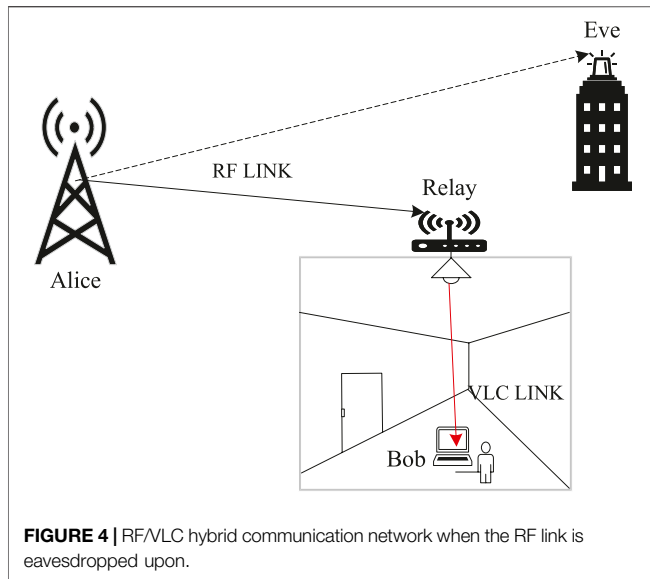 Eve
RF LINK
Relay
Alice
VLC LINK
Bob
FIGURE 4 | RF/VLC hybrid communication network when the RF link is
eavesdropped upon.